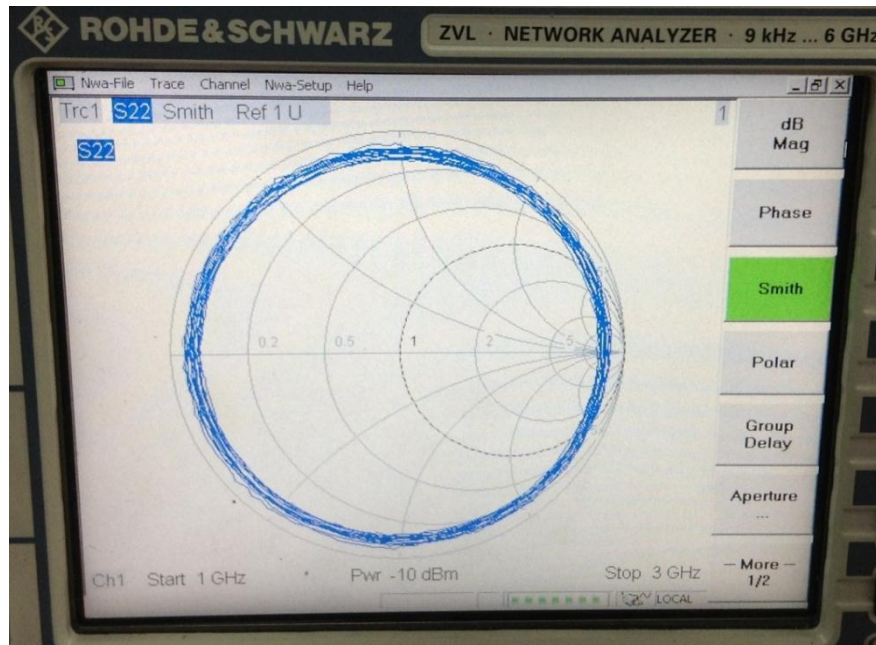 ROHDE&SCHWARZ
ZVL · NETWORK ANALYZER · 9 kHz ... 6 GHz
Nwa-File Trace Channel Nwa-Setup Help
Trc1 S22 Smith Ref 1 U
1
S22
0.2 0.5 1 2 5
Ch1 Start 1 GHz Pwr -10 dBm Stop 3 GHz
LOCAL
dB
Mag
Phase
Smith
Polar
Group
Delay
Aperture
...
— More —
1/2